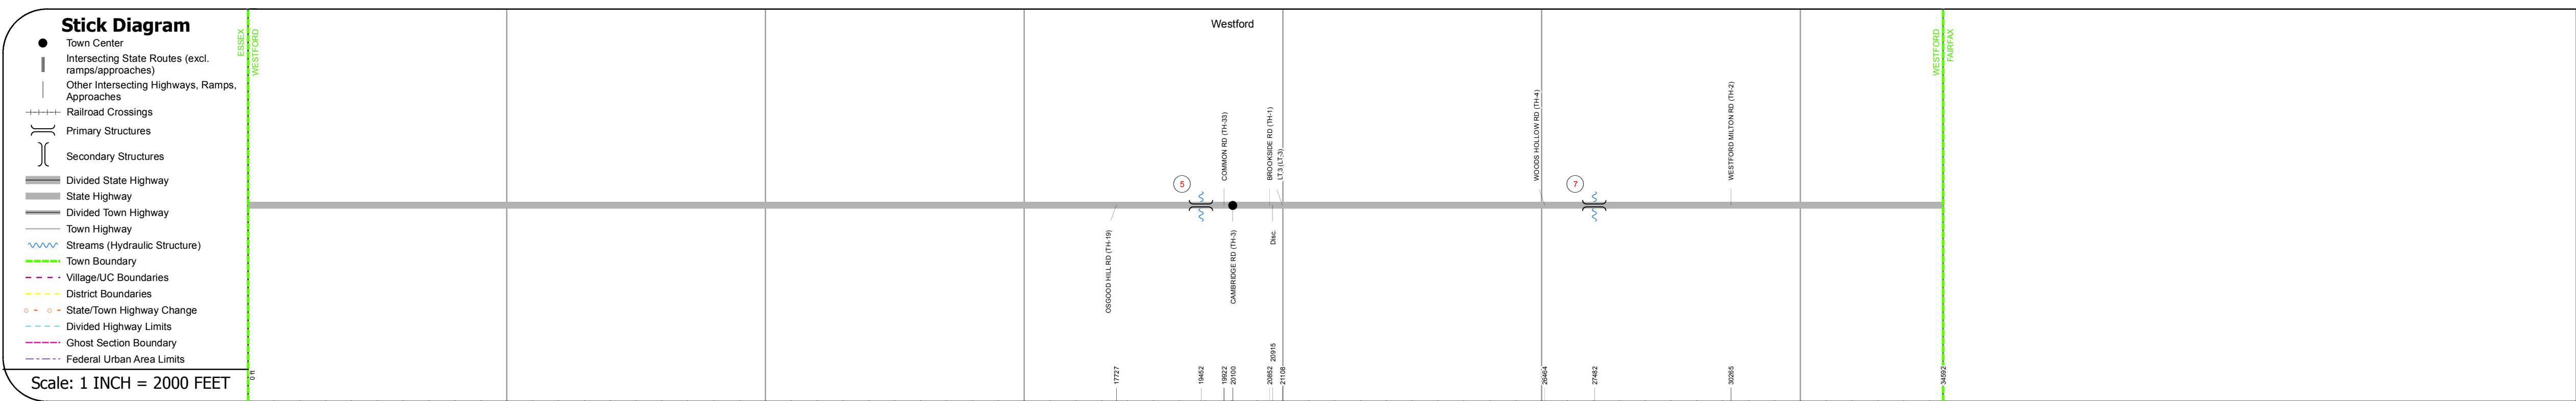 Stick Diagram
Town Center
Intersecting State Routes (excl.
ramps/approaches)
Other Intersecting Highways, Ramps,
Approaches
Railroad Crossings
Primary Structures
Secondary Structures
Divided State Highway
State Highway
Divided Town Highway
Town Highway
Streams (Hydraulic Structure)
Town Boundary
Village/UC Boundaries
District Boundaries
State/Town Highway Change
Divided Highway Limits
Ghost Section Boundary
Federal Urban Area Limits
Scale: 1 INCH = 2000 FEET
ESSEX
WESTFORD
Westford
WESTFORD
FAIRFAX
COMMON RD (TH-33)
BROOKSIDE RD (TH-1)
LT-3 (LT-3)
WOODS HOLLOW RD (TH-4)
WESTFORD MILTON RD (TH-2)
5
7
OSGOOD HILL RD (TH-19)
CAMBRIDGE RD (TH-3)
Disc.
0 ft
17727
19452
19922
20100
20852
20915
21108
26464
27482
30265
34592